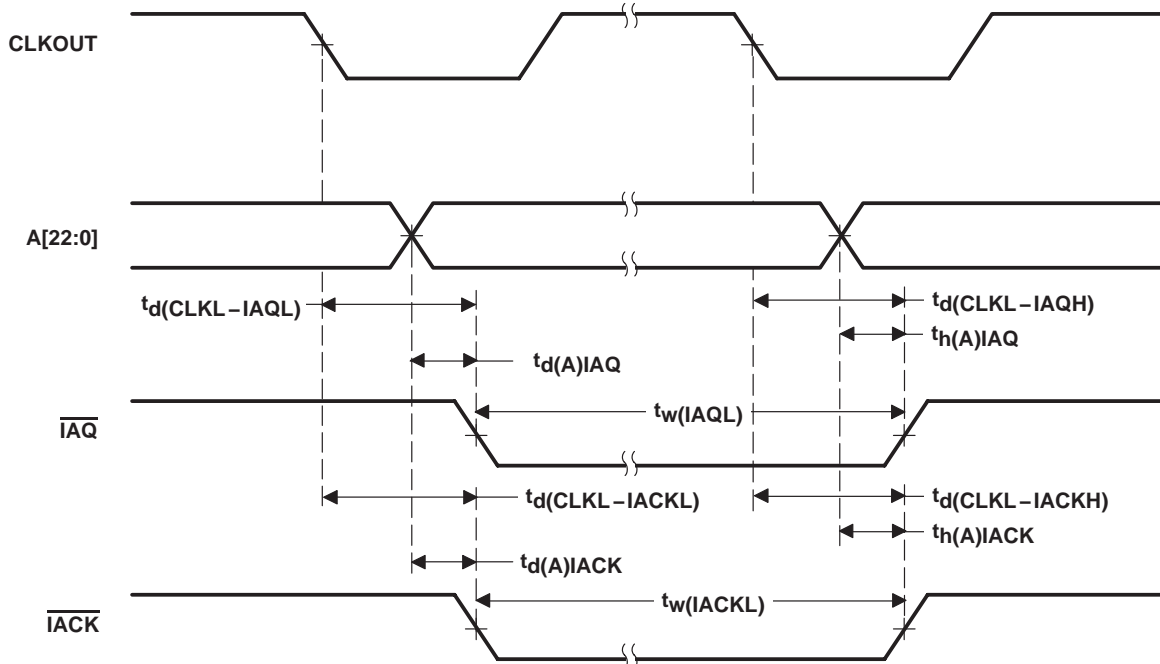 CLKOUT
A[22:0]
td(CLKL–IAQL)
td(CLKL–IAQH)
th(A)IAQ
td(A)IAQ
tw(IAQL)
IAQ
td(CLKL–IACKL)
td(CLKL–IACKH)
th(A)IACK
td(A)IACK
tw(IACKL)
IACK